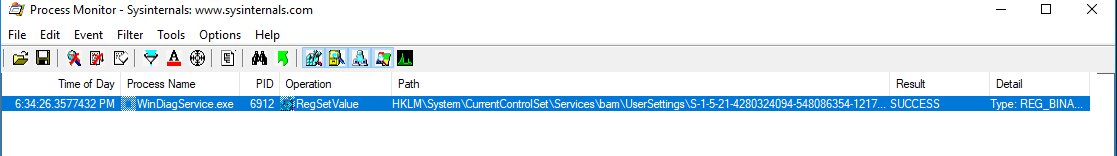 Process Monitor - Sysinternals: www.sysinternals.com
File Edit Event Filter Tools Options Help
Time of Day Process Name PID Operation Path Result Detail
6:34:26.3577432 PM WinDiagService.exe 6912 RegSetValue HKLM\System\CurrentControlSet\Services\bam\UserSettings\S-1-5-21-4280324094-548086354-1217... SUCCESS Type: REG_BINA...